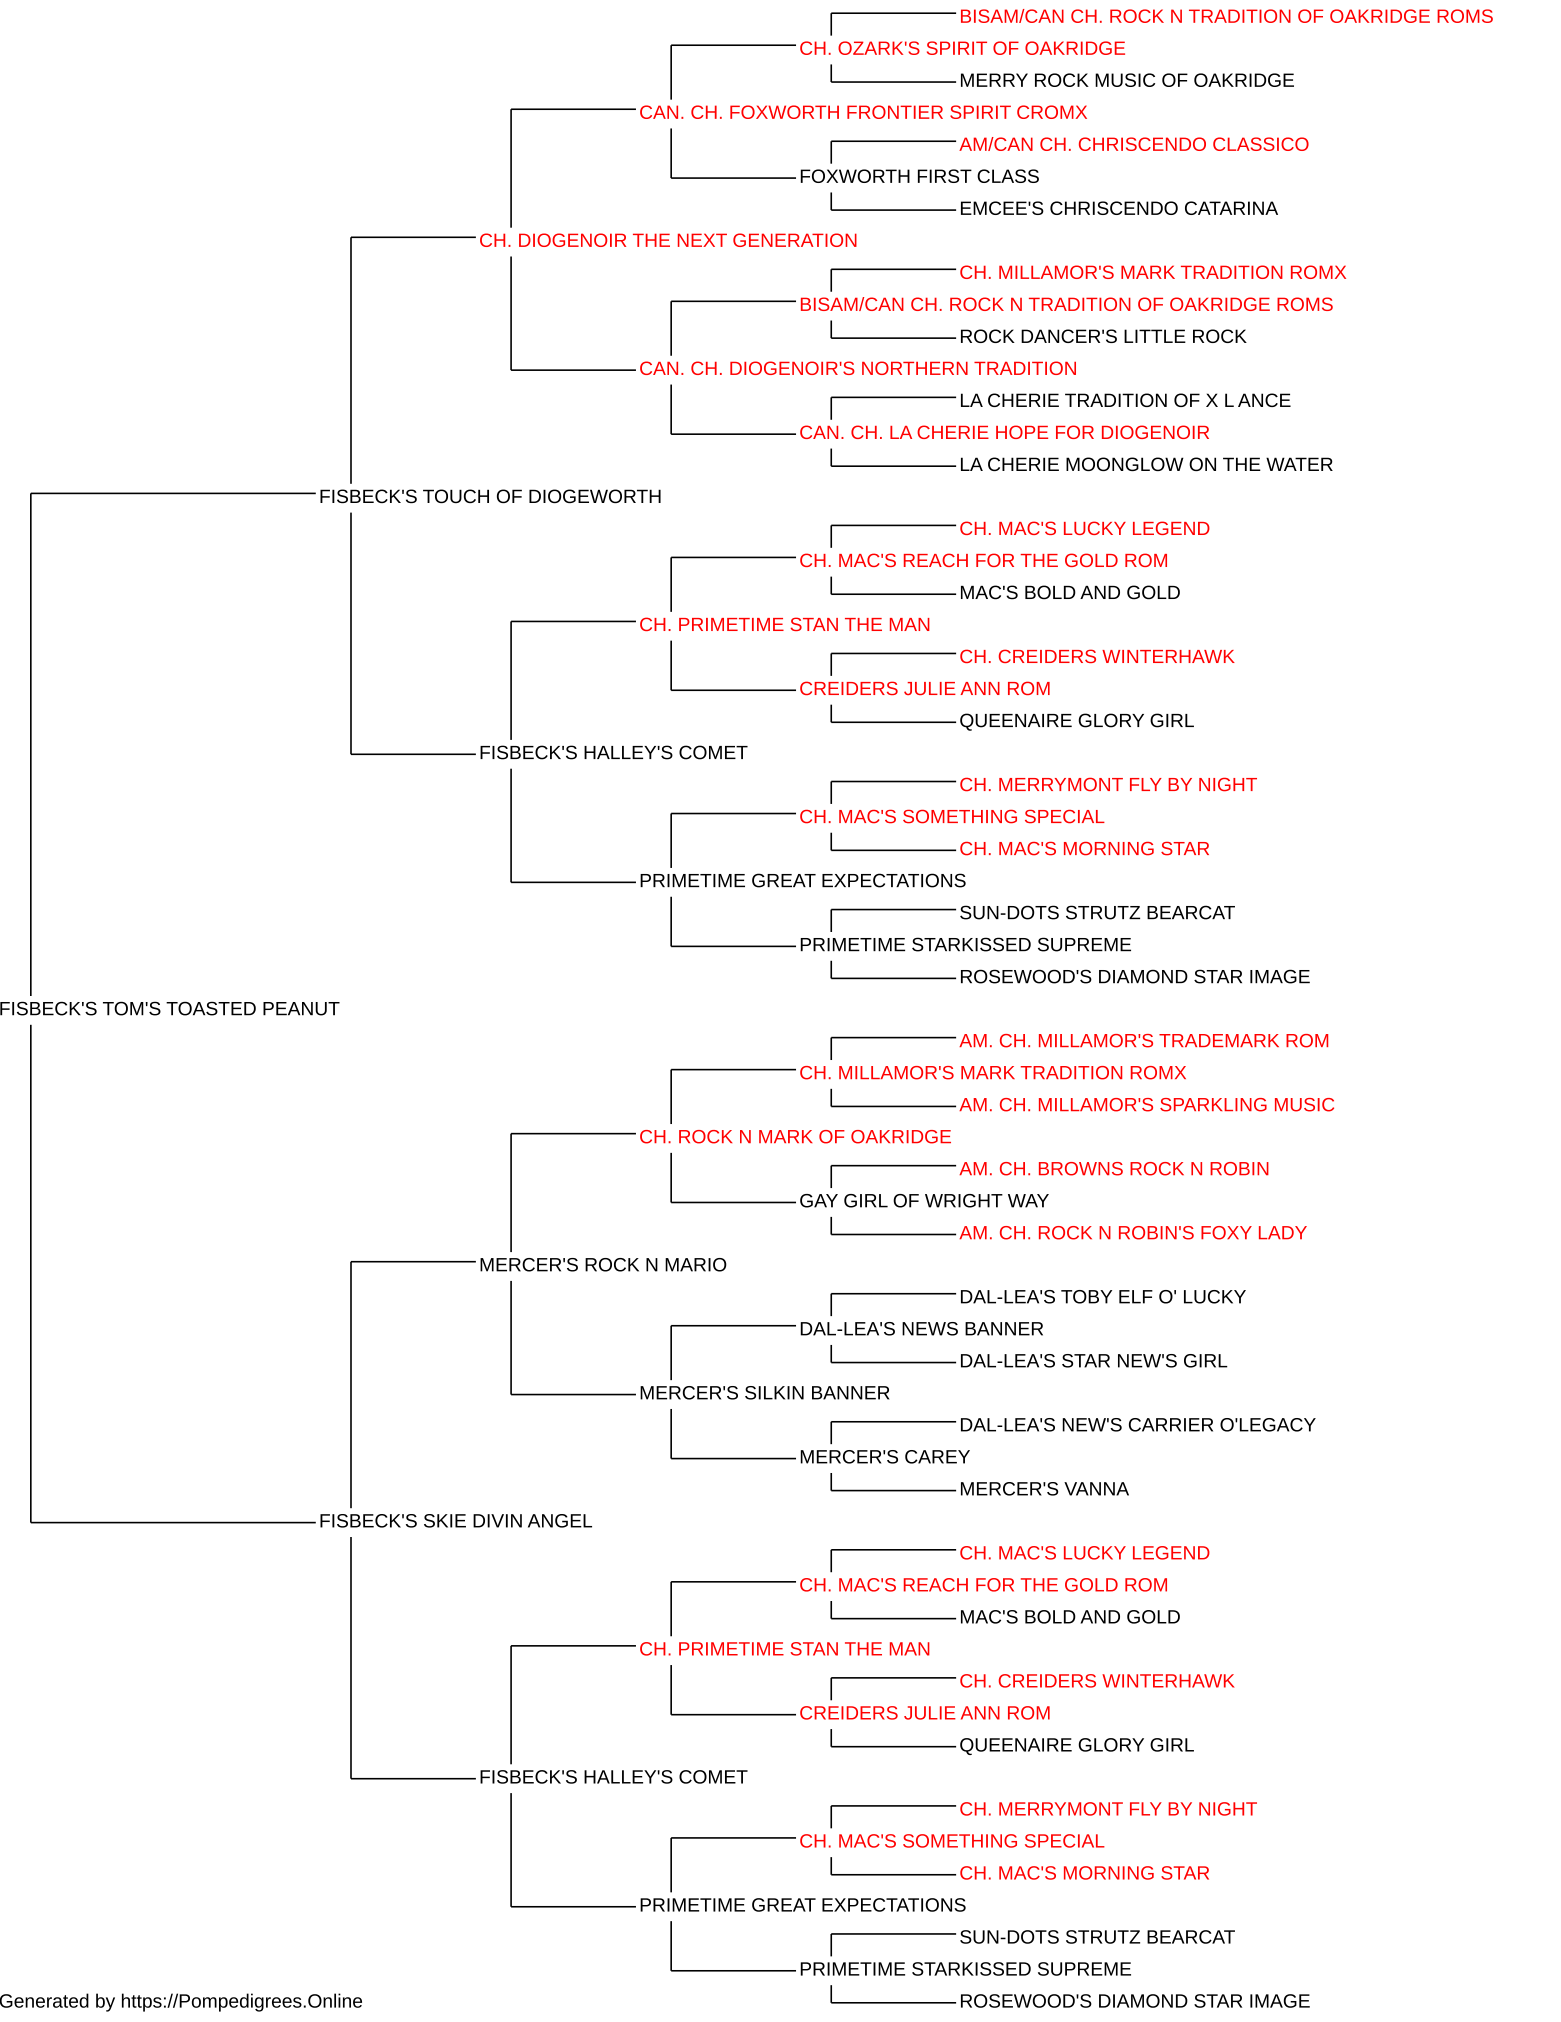 BISAM/CAN CH. ROCK N TRADITION OF OAKRIDGE ROMS
CH. OZARK'S SPIRIT OF OAKRIDGE
MERRY ROCK MUSIC OF OAKRIDGE
CAN. CH. FOXWORTH FRONTIER SPIRIT CROMX
AM/CAN CH. CHRISCENDO CLASSICO
FOXWORTH FIRST CLASS
EMCEE'S CHRISCENDO CATARINA
CH. DIOGENOIR THE NEXT GENERATION
CH. MILLAMOR'S MARK TRADITION ROMX
BISAM/CAN CH. ROCK N TRADITION OF OAKRIDGE ROMS
ROCK DANCER'S LITTLE ROCK
CAN. CH. DIOGENOIR'S NORTHERN TRADITION
LA CHERIE TRADITION OF X L ANCE
CAN. CH. LA CHERIE HOPE FOR DIOGENOIR
LA CHERIE MOONGLOW ON THE WATER
FISBECK'S TOUCH OF DIOGEWORTH
CH. MAC'S LUCKY LEGEND
CH. MAC'S REACH FOR THE GOLD ROM
MAC'S BOLD AND GOLD
CH. PRIMETIME STAN THE MAN
CH. CREIDERS WINTERHAWK
CREIDERS JULIE ANN ROM
QUEENAIRE GLORY GIRL
FISBECK'S HALLEY'S COMET
CH. MERRYMONT FLY BY NIGHT
CH. MAC'S SOMETHING SPECIAL
CH. MAC'S MORNING STAR
PRIMETIME GREAT EXPECTATIONS
SUN-DOTS STRUTZ BEARCAT
PRIMETIME STARKISSED SUPREME
ROSEWOOD'S DIAMOND STAR IMAGE
FISBECK'S TOM'S TOASTED PEANUT
AM. CH. MILLAMOR'S TRADEMARK ROM
CH. MILLAMOR'S MARK TRADITION ROMX
AM. CH. MILLAMOR'S SPARKLING MUSIC
CH. ROCK N MARK OF OAKRIDGE
AM. CH. BROWNS ROCK N ROBIN
GAY GIRL OF WRIGHT WAY
AM. CH. ROCK N ROBIN'S FOXY LADY
MERCER'S ROCK N MARIO
DAL-LEA'S TOBY ELF O' LUCKY
DAL-LEA'S NEWS BANNER
DAL-LEA'S STAR NEW'S GIRL
MERCER'S SILKIN BANNER
DAL-LEA'S NEW'S CARRIER O'LEGACY
MERCER'S CAREY
MERCER'S VANNA
FISBECK'S SKIE DIVIN ANGEL
CH. MAC'S LUCKY LEGEND
CH. MAC'S REACH FOR THE GOLD ROM
MAC'S BOLD AND GOLD
CH. PRIMETIME STAN THE MAN
CH. CREIDERS WINTERHAWK
CREIDERS JULIE ANN ROM
QUEENAIRE GLORY GIRL
FISBECK'S HALLEY'S COMET
CH. MERRYMONT FLY BY NIGHT
CH. MAC'S SOMETHING SPECIAL
CH. MAC'S MORNING STAR
PRIMETIME GREAT EXPECTATIONS
SUN-DOTS STRUTZ BEARCAT
PRIMETIME STARKISSED SUPREME
ROSEWOOD'S DIAMOND STAR IMAGE
Generated by https://Pompedigrees.Online